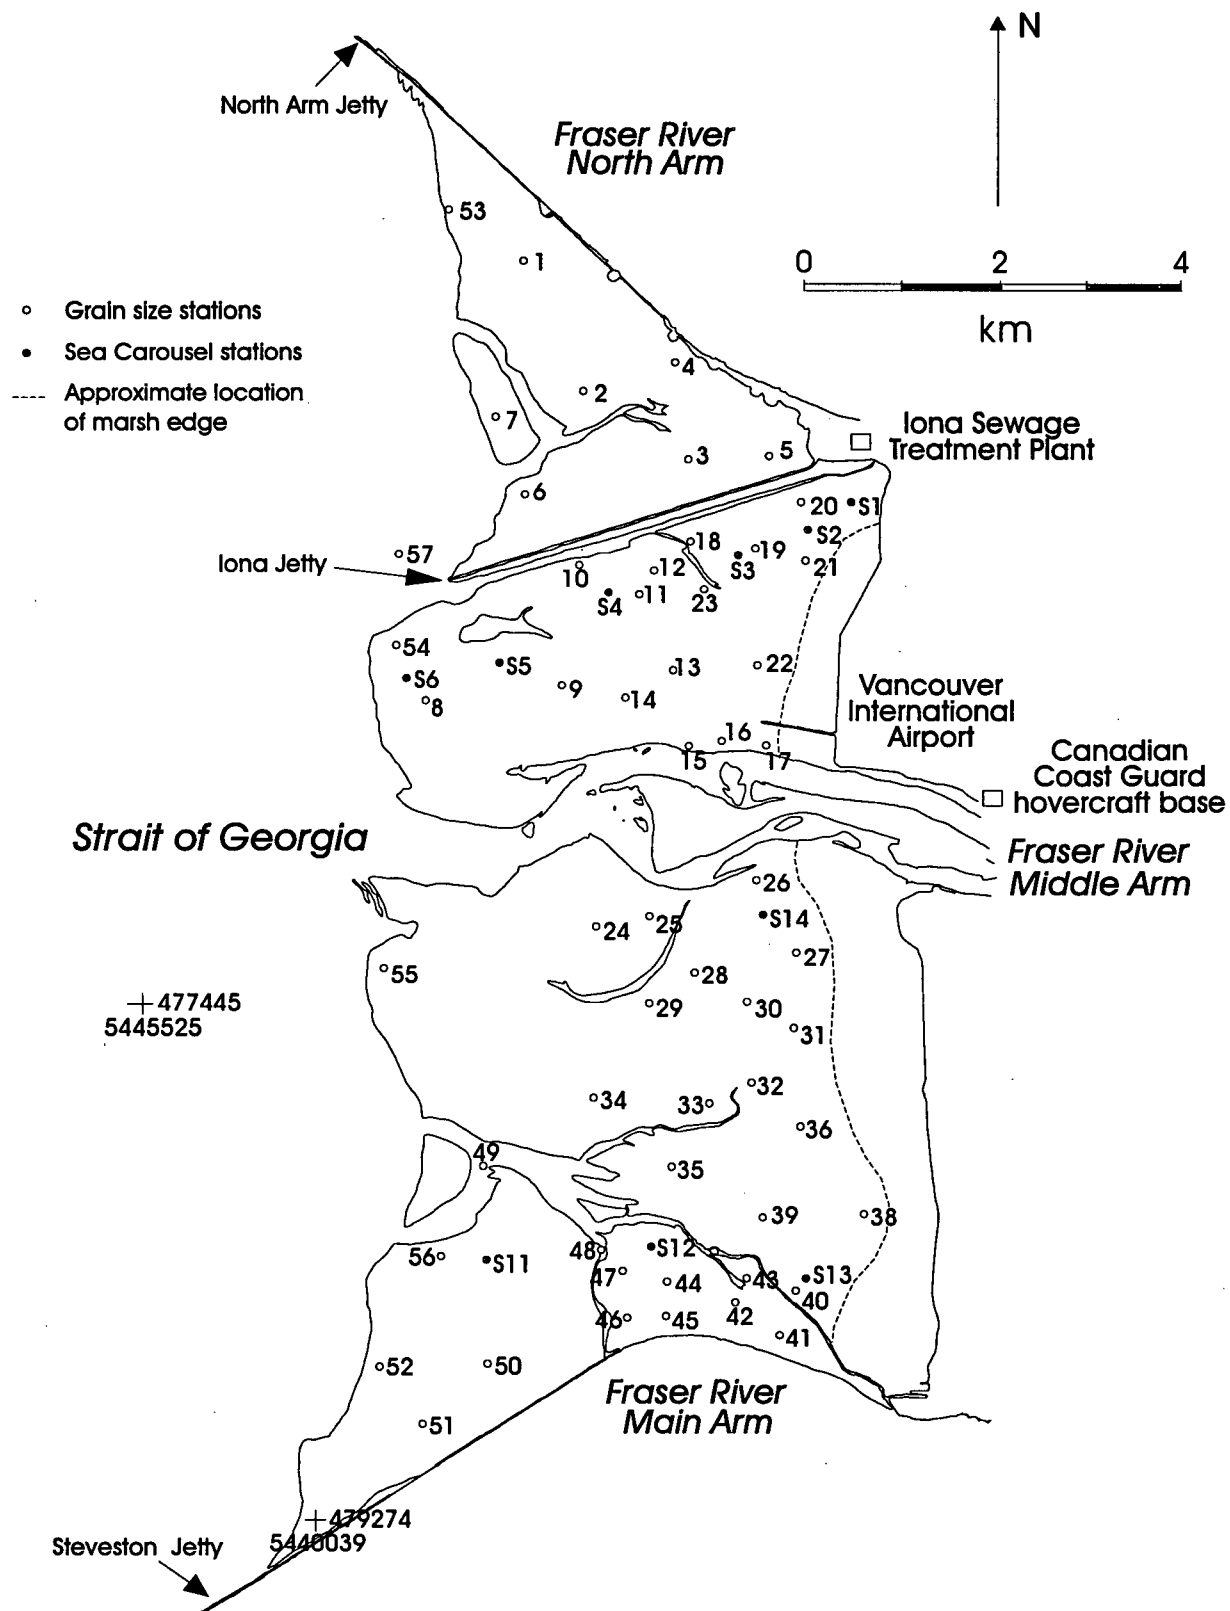 N
North Arm Jetty
Fraser River
North Arm
53
1
0 2 4
km
Grain size stations
Sea Carousel stations
Approximate location
of marsh edge
4
2
7
3
5
6
Iona Sewage
Treatment Plant
20
S1
S2
18
19
S3
21
57
Iona Jetty
10
12
11
S4
23
54
S6
S5
8
9
13
14
22
Vancouver
International
Airport
16
15
17
Canadian
Coast Guard
hovercraft base
Strait of Georgia
Fraser River
Middle Arm
26
S14
24
25
27
55
28
477445
5445525
29
30
31
32
34
33
36
49
35
39
38
56
S11
48
S12
47
44
43
S13
40
46
45
42
41
52
50
Fraser River
Main Arm
51
479274
5440039
Steveston Jetty